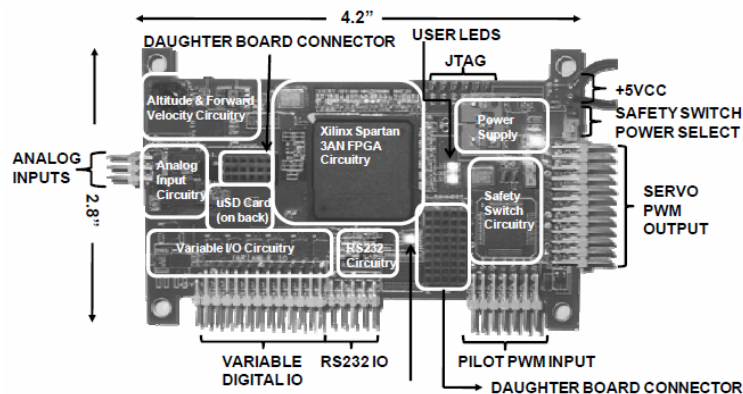 4.2”
DAUGHTER BOARD CONNECTOR
USER LEDS
JTAG
+5VCC
SAFETY SWITCH
POWER SELECT
Altitude & Forward
Velocity Circuitry
Xilinx Spartan
3AN FPGA
Circuitry
Power
Supply
ANALOG
INPUTS
Analog
Input
Circuitry
uSD Card
(on back)
Safety
Switch
Circuitry
SERVO
PWM
OUTPUT
2.8”
Variable I/O Circuitry
VARIABLE IO
RS232
Circuitry
VARIABLE
DIGITAL IO
RS232 IO
PILOT PWM INPUT
DAUGHTER BOARD CONNECTOR